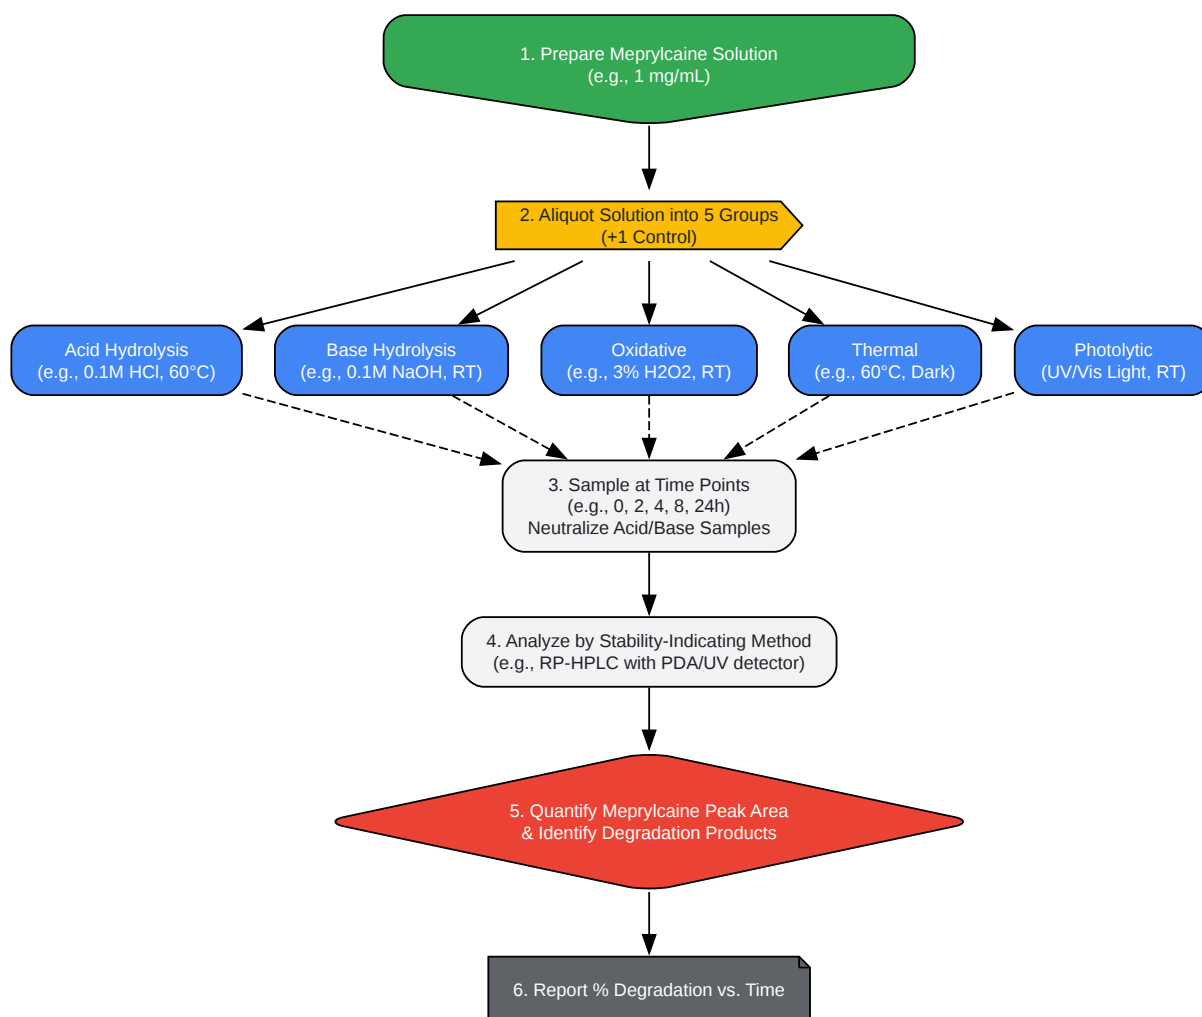 1. Prepare Meprylcaine Solution
(e.g., 1 mg/mL)
2. Aliquot Solution into 5 Groups
(+1 Control)
Acid Hydrolysis
(e.g., 0.1M HCl, 60°C)
Base Hydrolysis
(e.g., 0.1M NaOH, RT)
Oxidative
(e.g., 3% H2O2, RT)
Thermal
(e.g., 60°C, Dark)
Photolytic
(UV/Vis Light, RT)
3. Sample at Time Points
(e.g., 0, 2, 4, 8, 24h)
Neutralize Acid/Base Samples
4. Analyze by Stability-Indicating Method
(e.g., RP-HPLC with PDA/UV detector)
5. Quantify Meprylcaine Peak Area
& Identify Degradation Products
6. Report % Degradation vs. Time